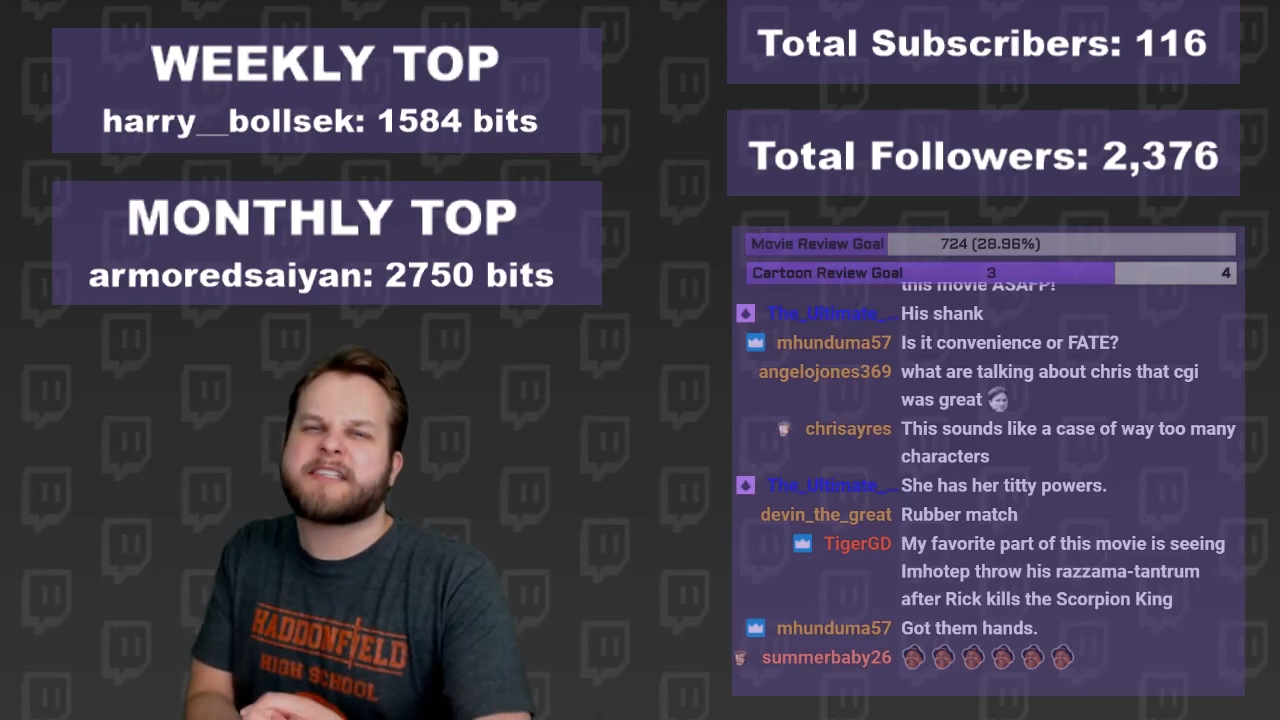 WEEKLY TOP
harry__bollsek: 1584 bits
MONTHLY TOP
armoredsaiyan: 2750 bits
Total Subscribers: 116
Total Followers: 2,376
Movie Review Goal 724 (28.96%)
Cartoon Review Goal 3 4
this movie ASAFP!
The_Ultimate_... His shank
mhunduma57 Is it convenience or FATE?
angelojones369 what are talking about chris that cgi
was great
chrisayres This sounds like a case of way too many
characters
The_Ultimate_... She has her titty powers.
devin_the_great Rubber match
TigerGD My favorite part of this movie is seeing
Imhotep throw his razzama-tantrum
after Rick kills the Scorpion King
mhunduma57 Got them hands.
summerbaby26
HADDONFIELD
HIGH SCHOOL